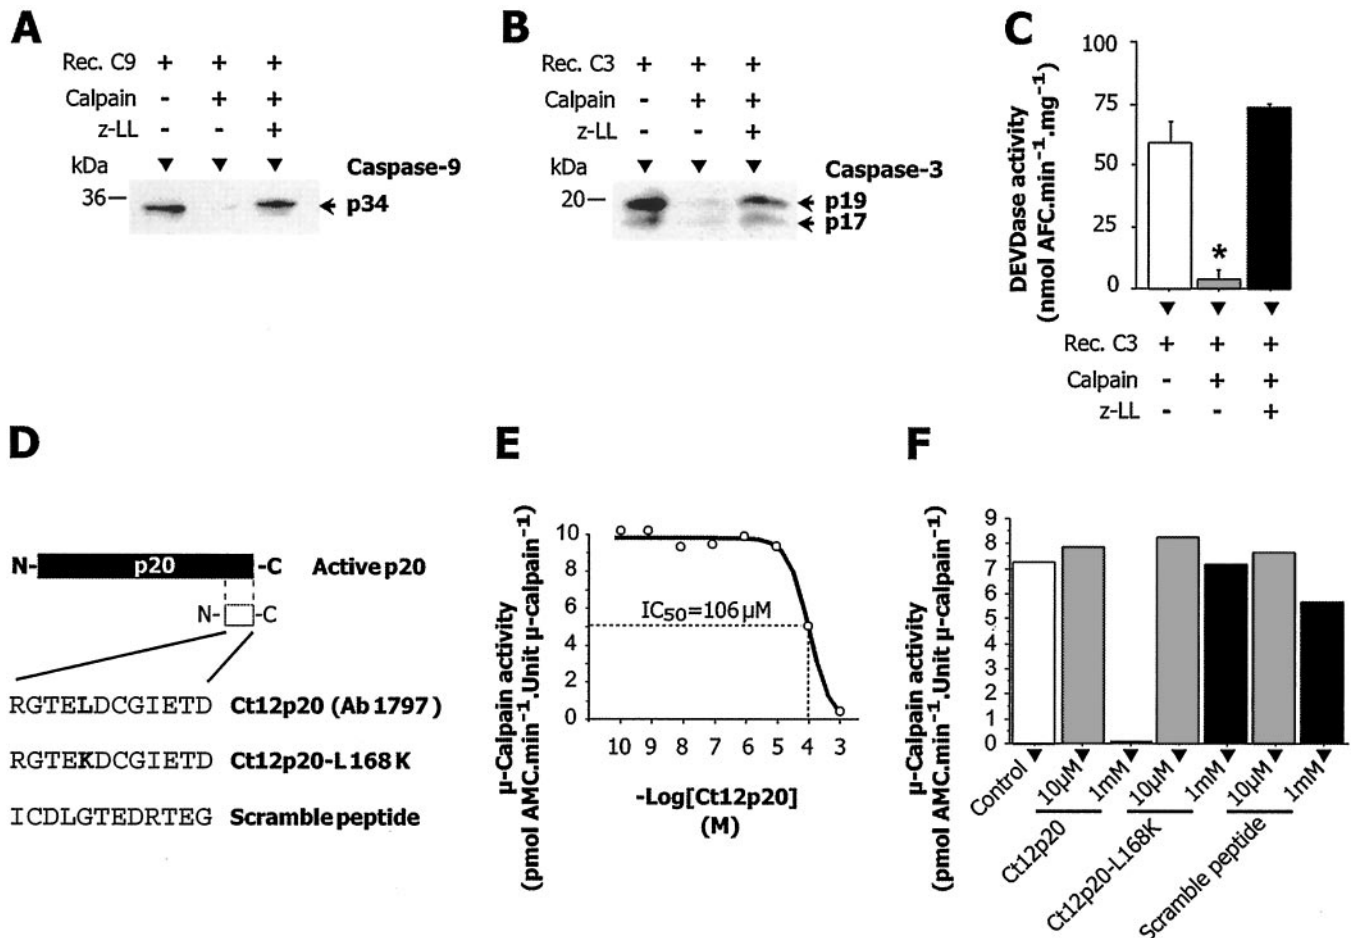 A
Rec. C9 + + +
Calpain - + +
z-LL - - +
kDa
Caspase-9
36
p34
B
Rec. C3 + + +
Calpain - + +
z-LL - - +
kDa
Caspase-3
20
p19
p17
C
DEVDase activity
(nmol AFC.min⁻¹.mg⁻¹)
100
75
50
25
0
*
Rec. C3 + + +
Calpain - + +
z-LL - - +
D
N- p20 -C Active p20
N- -C
RGTELDCGIETD Ct12p20 (Ab 1797)
RGTEKDCGIETD Ct12p20-L168K
ICDLGTEDRTEG Scramble peptide
E
µ-Calpain activity
(pmol AMC.min⁻¹.Unit µ-calpain⁻¹)
10
8
6
4
2
0
IC₅₀=106µM
10 9 8 7 6 5 4 3
-Log[Ct12p20]
(M)
F
µ-Calpain activity
(pmol AMC.min⁻¹.Unit µ-calpain⁻¹)
9
8
7
6
5
4
3
2
1
0
Control 10µM 1mM 10µM 1mM 10µM 1mM
Ct12p20
Ct12p20-L168K
Scramble peptide